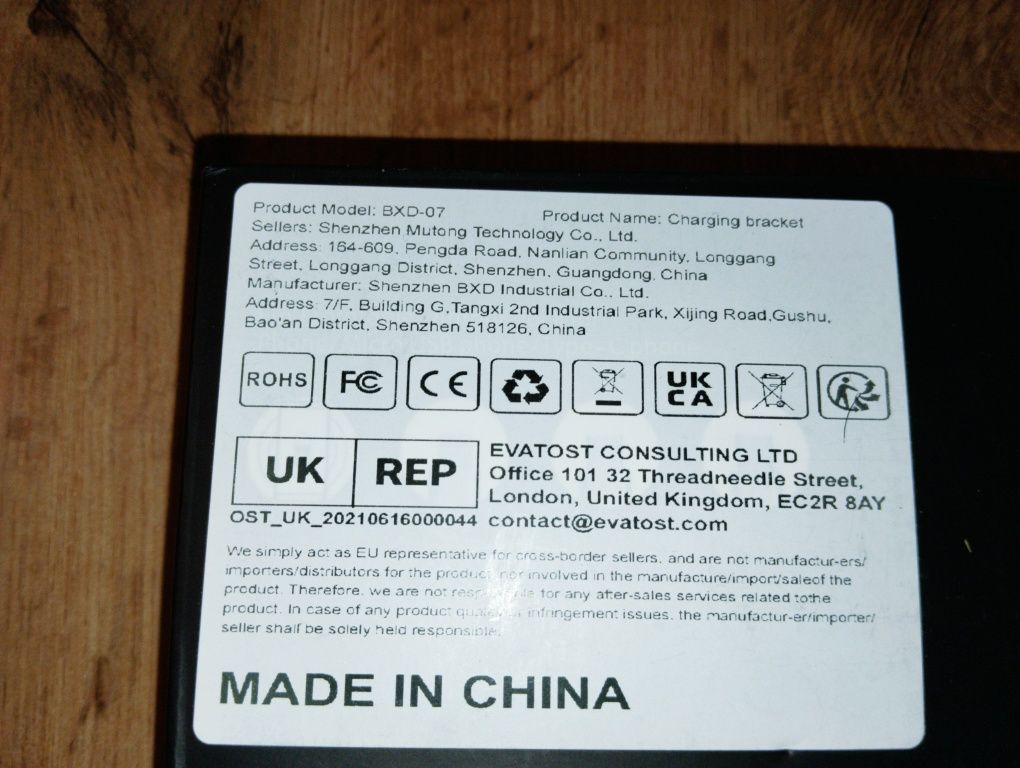 Product Model: BXD-07 Product Name: Charging bracket
Sellers: Shenzhen Mutong Technology Co., Ltd.
Address: 164-609, Pengda Road, Nanlian Community, Longgang
Street, Longgang District, Shenzhen, Guangdong, China
Manufacturer: Shenzhen BXD Industrial Co., Ltd.
Address: 7/F, Building G,Tangxi 2nd Industrial Park, Xijing Road,Gushu,
Bao'an District, Shenzhen 518126, China
ROHS FC CE UK CA
UK REP
OST_UK_20210616000044
EVATOST CONSULTING LTD
Office 101 32 Threadneedle Street,
London, United Kingdom, EC2R 8AY
contact@evatost.com
We simply act as EU representative for cross-border sellers, and are not manufactur-ers/
importers/distributors for the product nor involved in the manufacture/import/saleof the
product. Therefore, we are not for any after-sales services related tothe
product. In case of any product infringement issues, the manufactur-er/importer/
seller shall be solely held responsible.
MADE IN CHINA